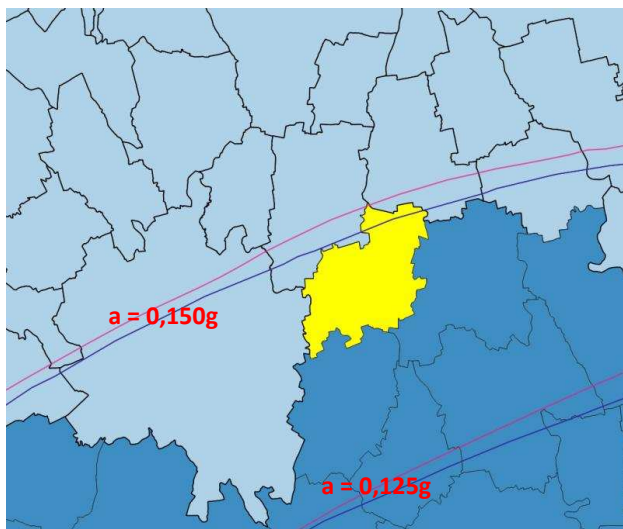 a = 0,150g
a = 0,125g